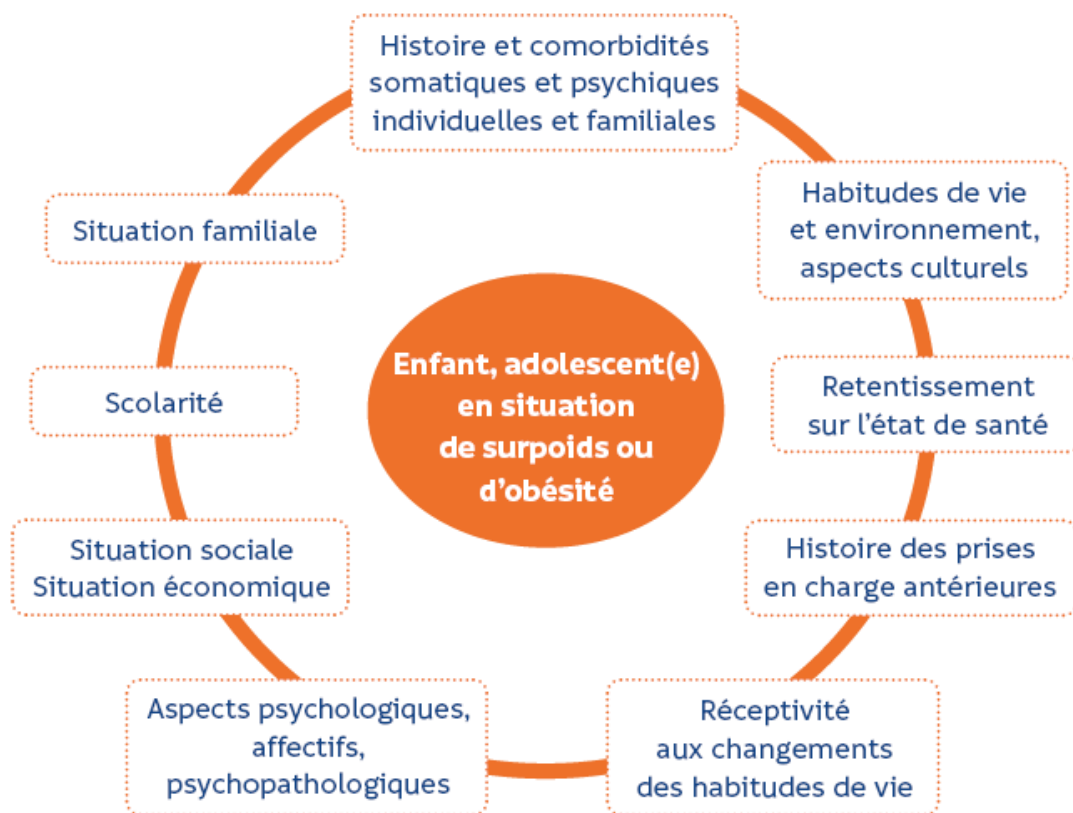 Histoire et comorbidités
somatiques et psychiques
individuelles et familiales
Habitudes de vie
et environnement,
aspects culturels
Retentissement
sur l'état de santé
Histoire des prises
en charge antérieures
Réceptivité
aux changements
des habitudes de vie
Aspects psychologiques,
affectifs,
psychopathologiques
Situation sociale
Situation économique
Scolarité
Situation familiale
Enfant, adolescent(e)
en situation
de surpoids ou
d'obésité